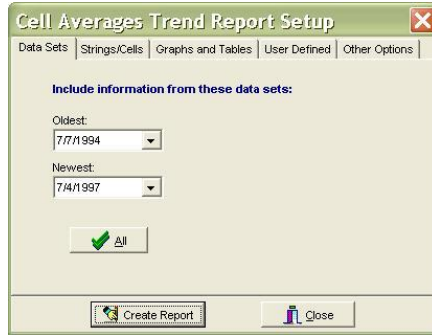 Cell Averages Trend Report Setup
Data Sets Strings/Cells Graphs and Tables User Defined Other Options
Include information from these data sets:
Oldest:
7/7/1994
Newest:
7/4/1997
All
Create Report Close